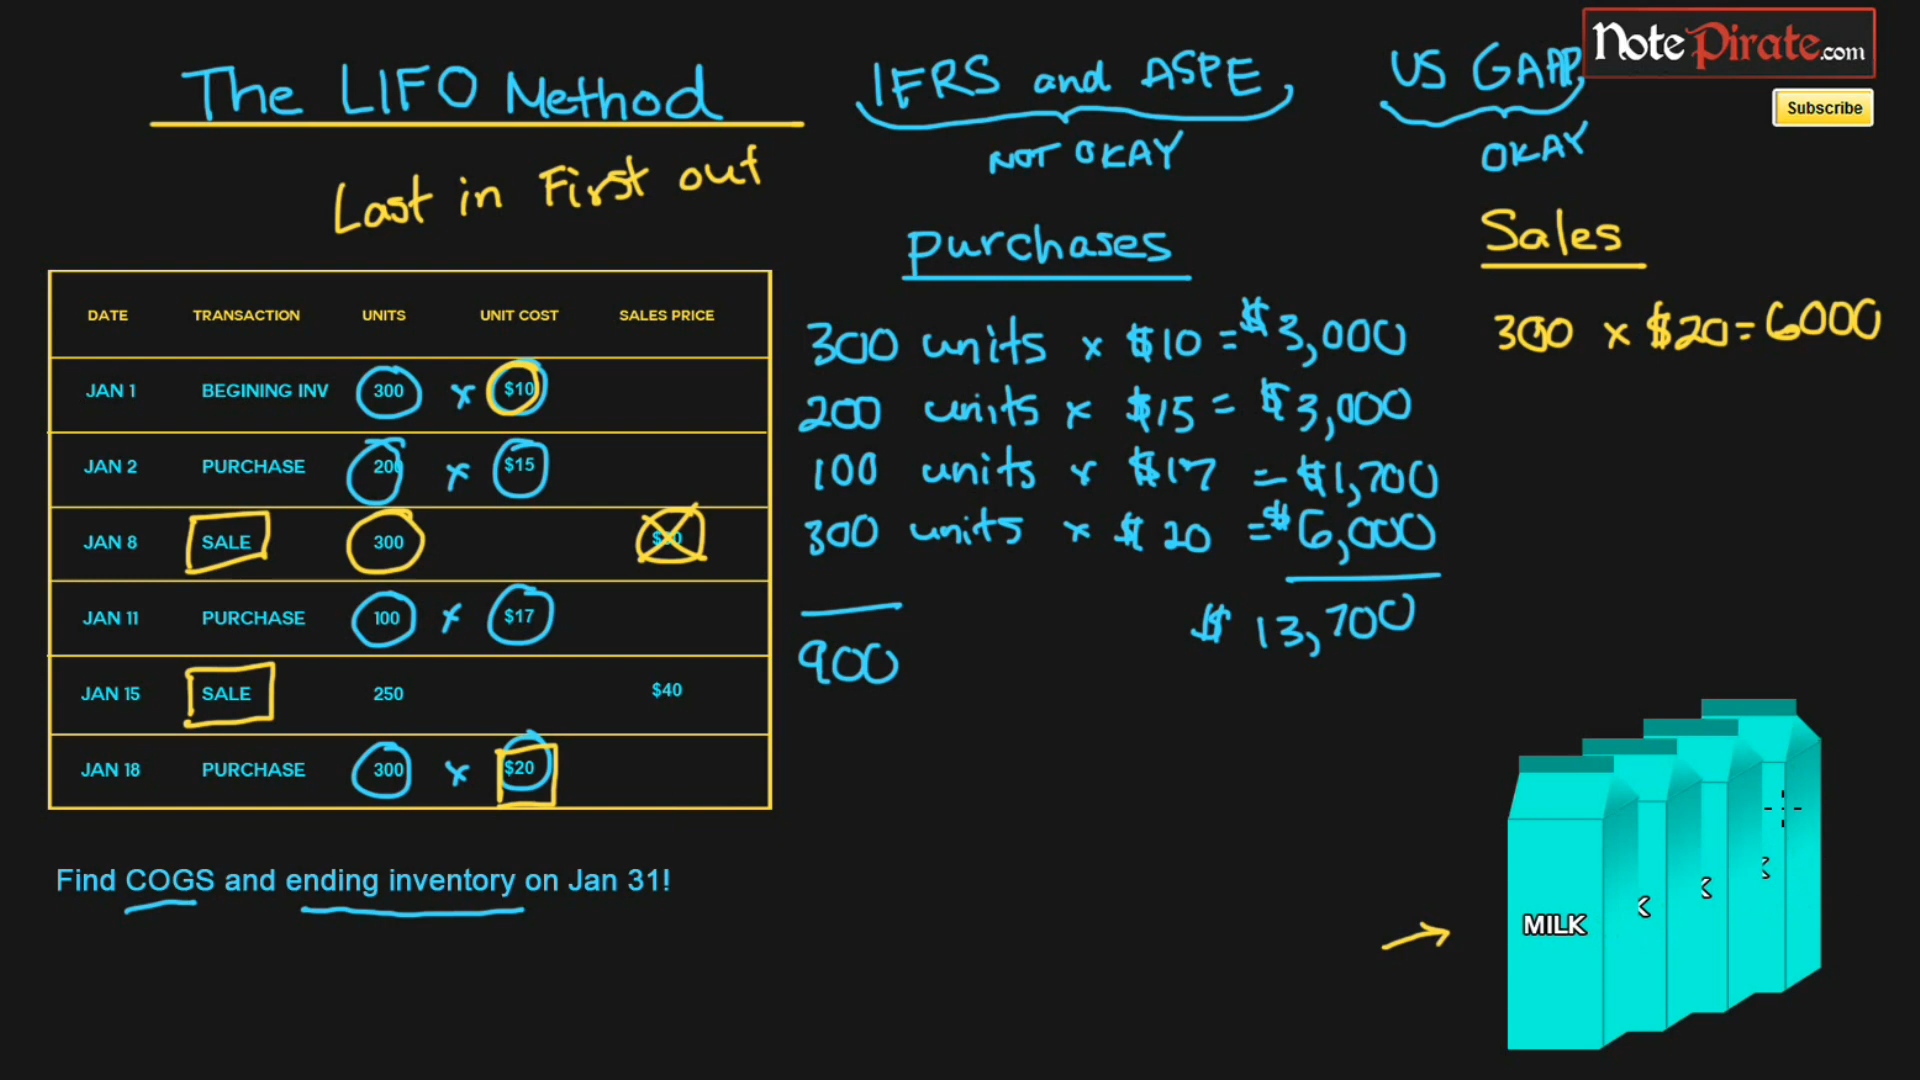 The LIFO Method
Last in First out
IFRS and ASPE,
NOT OKAY
US GAAP,
OKAY
NotePirate.com
Subscribe
DATE TRANSACTION UNITS UNIT COST SALES PRICE
JAN 1 BEGINING INV 300 x $10
JAN 2 PURCHASE 200 x $15
JAN 8 SALE 300
JAN 11 PURCHASE 100 x $17
JAN 15 SALE 250 $40
JAN 18 PURCHASE 300 x $20
Find COGS and ending inventory on Jan 31!
purchases
300 units x $10 = $3,000
200 units x $15 = $3,000
100 units x $17 = $1,700
300 units x $20 = $6,000
900 $13,700
Sales
300 x $20 = 6000
MILK
K
K
K